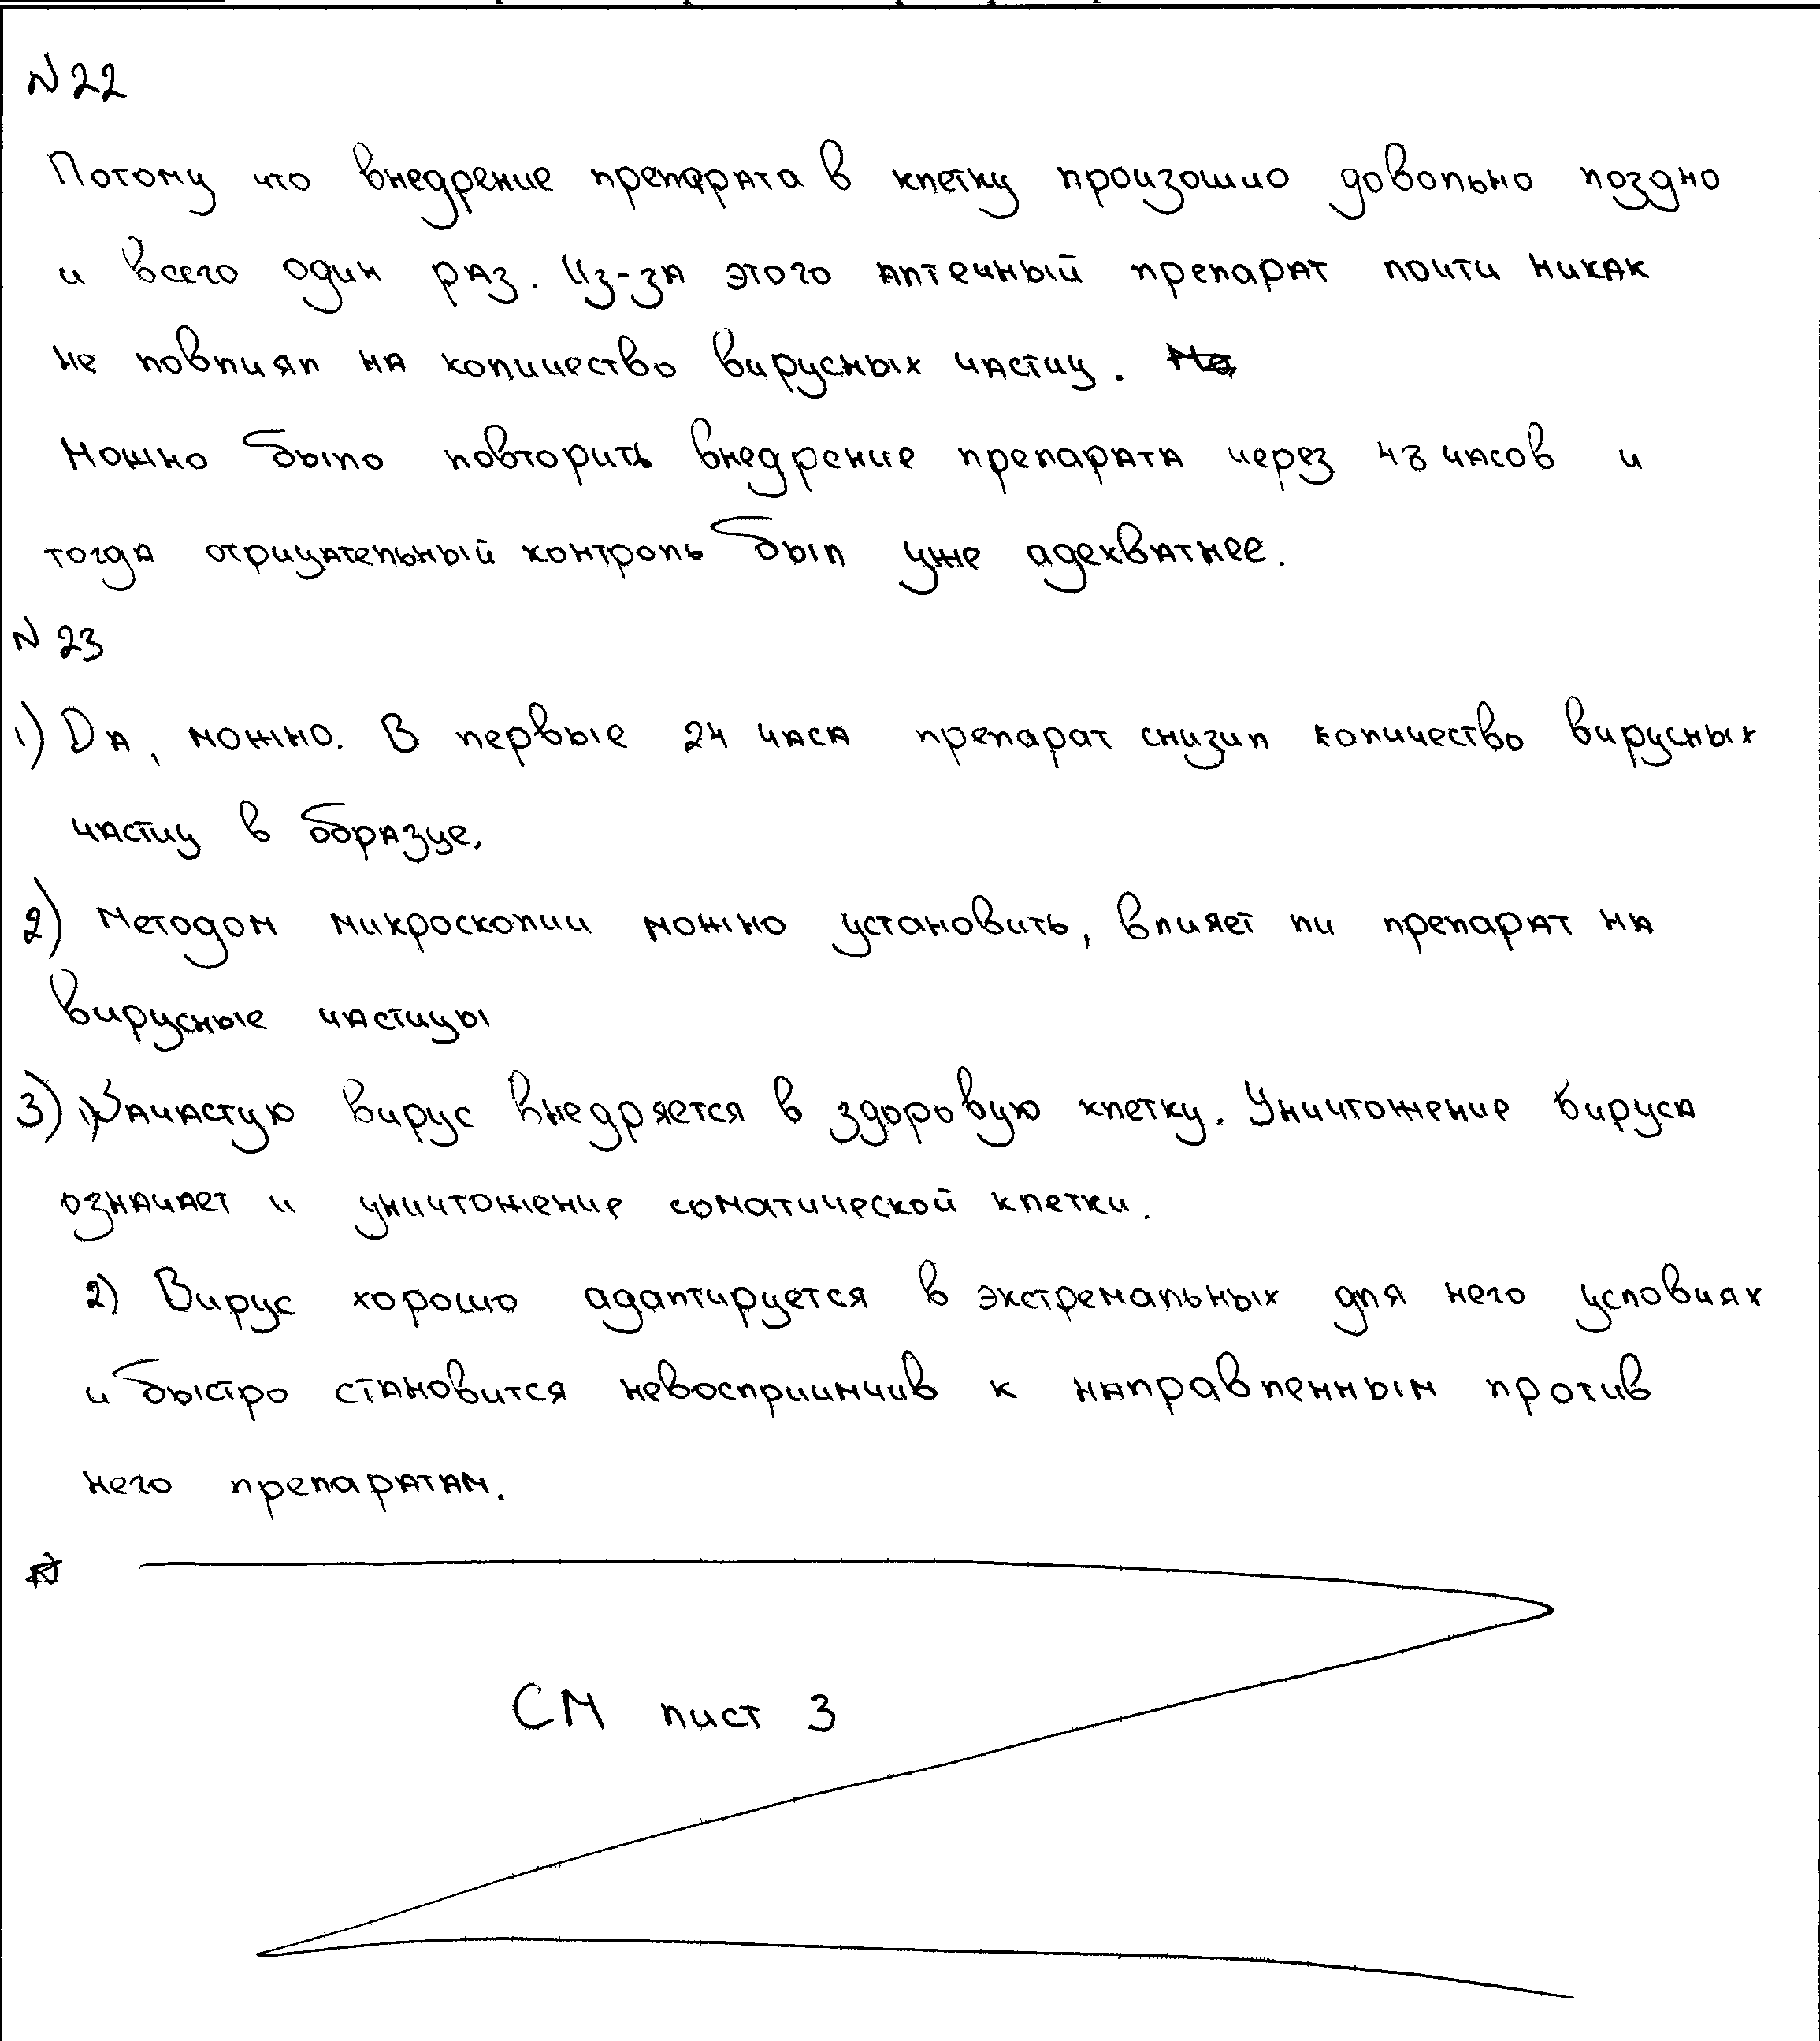 N 22
Потому что внедрение препарата в клетку произошло довольно поздно
и всего один раз. Из-за этого аптечный препарат почти никак
не повлиял на количество вирусных частиц.
Можно было повторить внедрение препарата через 48 часов и
тогда отрицательный контроль был уже адекватнее.
N 23
1) Да, можно. В первые 24 часа препарат снизил количество вирусных
частиц в образце.
2) Методом микроскопии можно установить, влияет ли препарат на
вирусные частицы
3) 1) Зачастую вирус внедряется в здоровую клетку. Уничтожение вируса
означает и уничтожение соматической клетки.
2) Вирус хорошо адаптируется в экстремальных для него условиях
и быстро становится невосприимчив к направленным против
него препаратам.
СМ лист 3